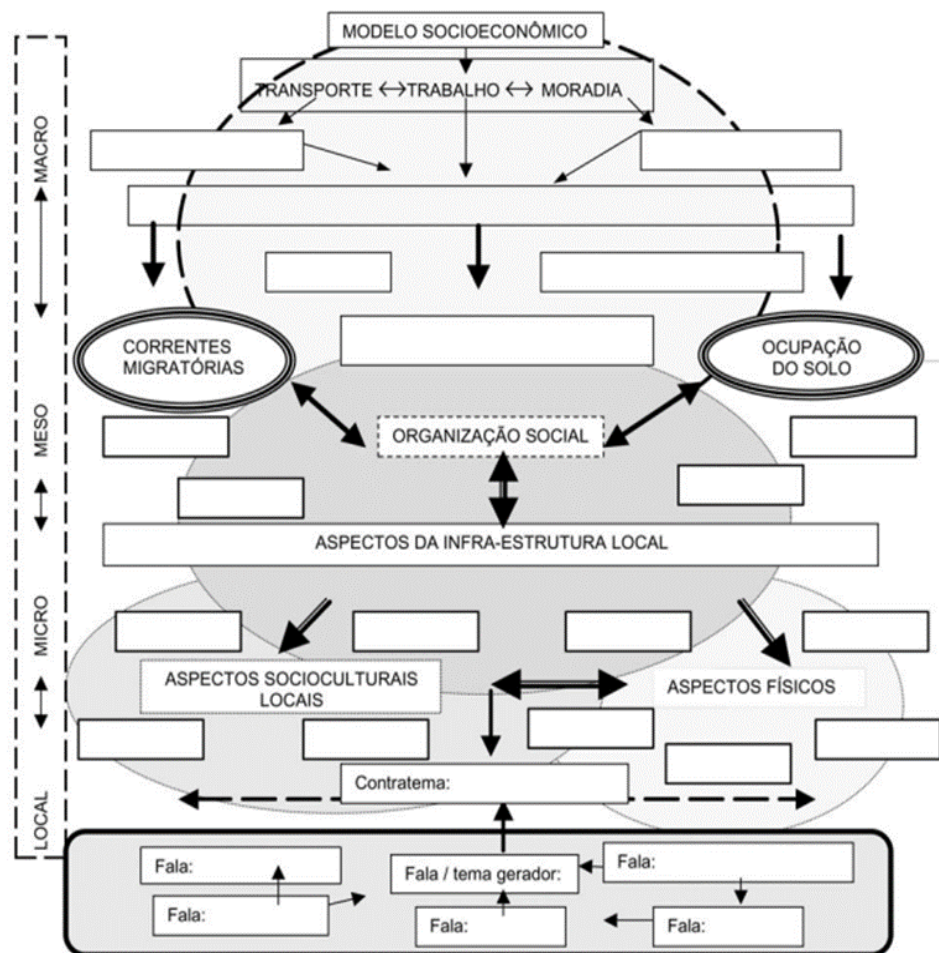 MODELO SOCIOECONÔMICO
TRANSPORTE ↔ TRABALHO ↔ MORADIA
MACRO
CORRENTES
MIGRATÓRIAS
OCUPAÇÃO
DO SOLO
MESO
ORGANIZAÇÃO SOCIAL
ASPECTOS DA INFRA-ESTRUTURA LOCAL
MICRO
ASPECTOS SOCIOCULTURAIS
LOCAIS
ASPECTOS FÍSICOS
Contratema:
LOCAL
Fala:
Fala / tema gerador:
Fala:
Fala:
Fala:
Fala: